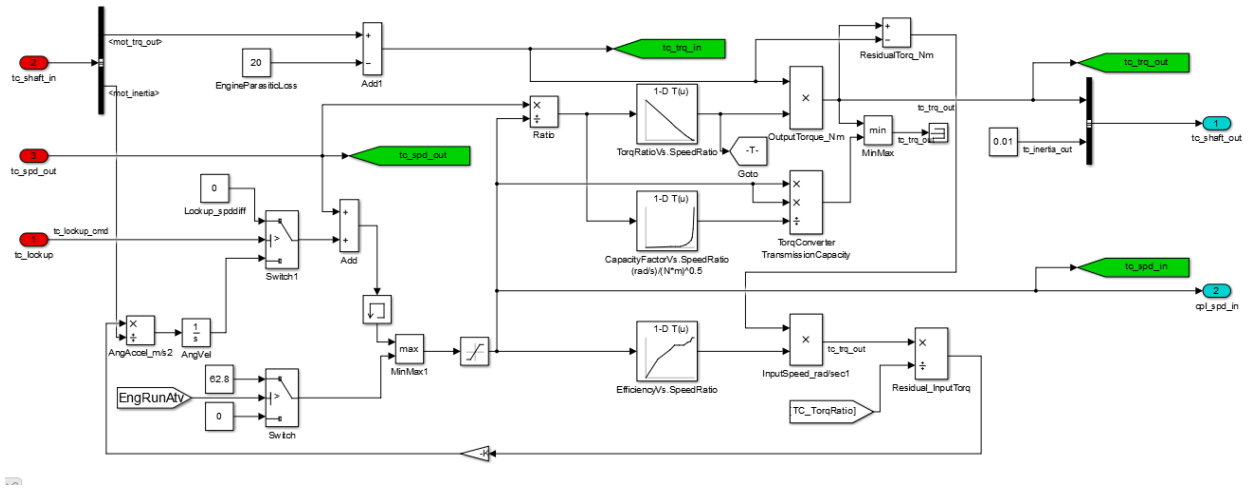 <mot_trq_out>
2
tc_shaft_in
<mot_inertia>
20
EngineParasiticLoss
+
−
Add1
tc_trq_in
+
−
ResidualTorq_Nm
tc_trq_out
3
tc_spd_out
tc_spd_out
×
÷
Ratio
1-D T(u)
TorqRatioVs.SpeedRatio
×
OutputTorque_Nm
tc_trq_out
-T-
Goto
min
MinMax
tc_trq_out
0.01
tc_inertia_out
1
tc_shaft_out
0
Lockup_spddiff
tc_lockup_cmd
1
tc_lockup
>
Switch1
+
+
Add
1-D T(u)
CapacityFactorVs.SpeedRatio
(rad/s)/(N*m)^0.5
×
×
÷
TorqConverter
TransmissionCapacity
tc_spd_in
2
cpl_spd_in
×
÷
AngAccel_m/s2
1
s
AngVel
max
MinMax1
1-D T(u)
EfficiencyVs.SpeedRatio
×
InputSpeed_rad/sec1
tc_trq_out
×
÷
Residual_InputTorq
62.8
EngRunAtv
>
0
Switch
TC_TorqRatio]
-K